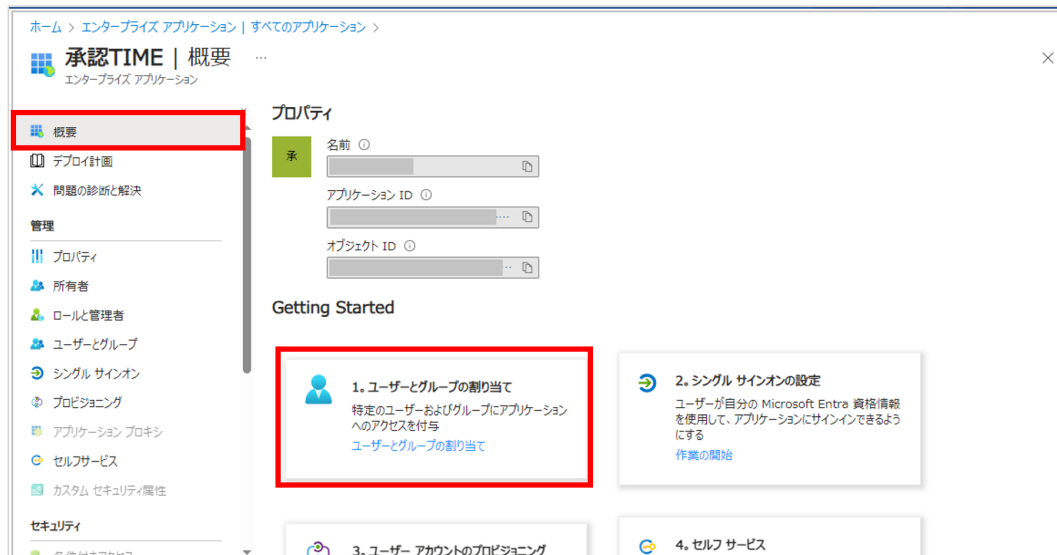 ホーム > エンタープライズ アプリケーション | すべてのアプリケーション >
承認TIME | 概要 …
エンタープライズ アプリケーション
概要
デプロイ計画
問題の診断と解決
管理
プロパティ
所有者
ロールと管理者
ユーザーとグループ
シングル サインオン
プロビジョニング
アプリケーション プロキシ
セルフサービス
カスタム セキュリティ属性
セキュリティ
条件付きアクセス
プロパティ
承
名前
アプリケーション ID
オブジェクト ID
Getting Started
1。ユーザーとグループの割り当て
特定のユーザーおよびグループにアプリケーション
へのアクセスを付与
ユーザーとグループの割り当て
2。シングル サインオンの設定
ユーザーが自分の Microsoft Entra 資格情報
を使用して、アプリケーションにサインインできるよう
にする
作業の開始
3。ユーザー アカウントのプロビジョニング
4。セルフ サービス